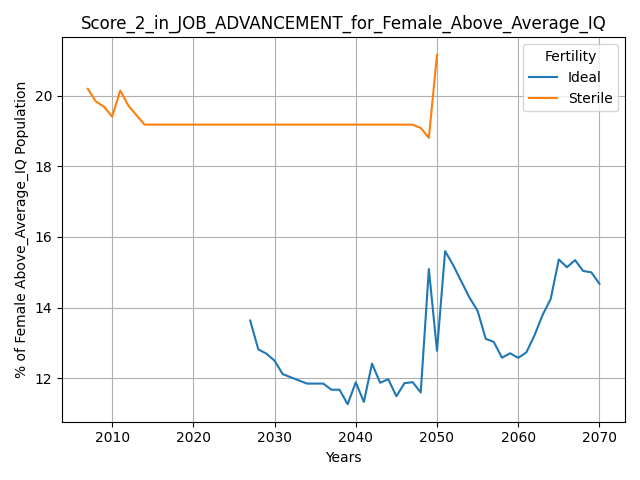 Score_2_in_JOB_ADVANCEMENT_for_Female_Above_Average_IQ
Fertility
Ideal
Sterile
% of Female Above_Average_IQ Population
20
18
16
14
12
2010 2020 2030 2040 2050 2060 2070
Years